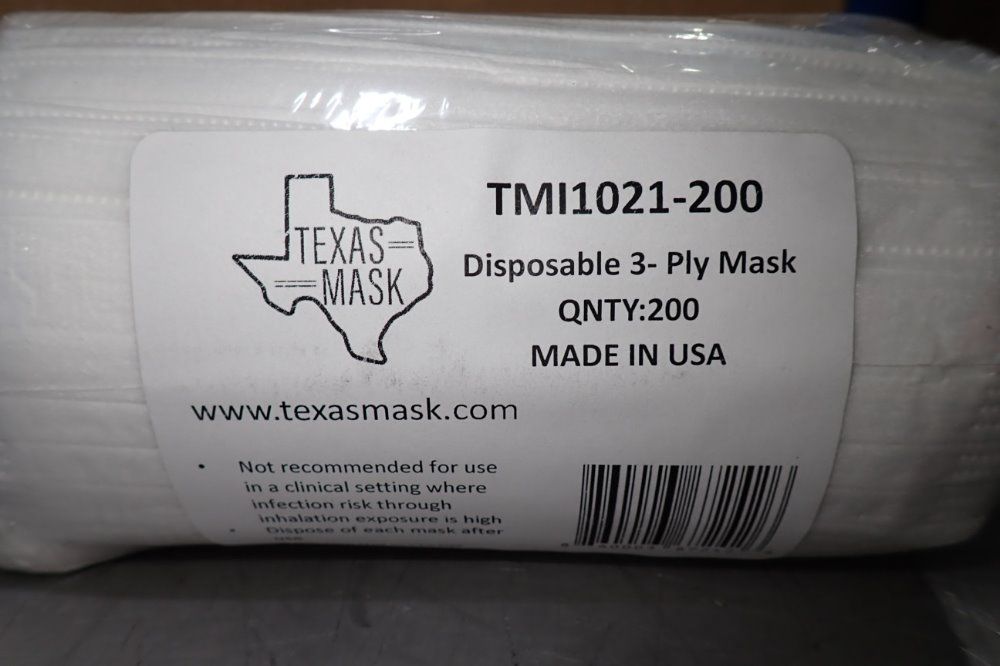 TEXAS
MASK
TMI1021-200
Disposable 3- Ply Mask
QNTY:200
MADE IN USA
www.texasmask.com
• Not recommended for use
in a clinical setting where
infection risk through
inhalation exposure is high
• Dispose of each mask after
use